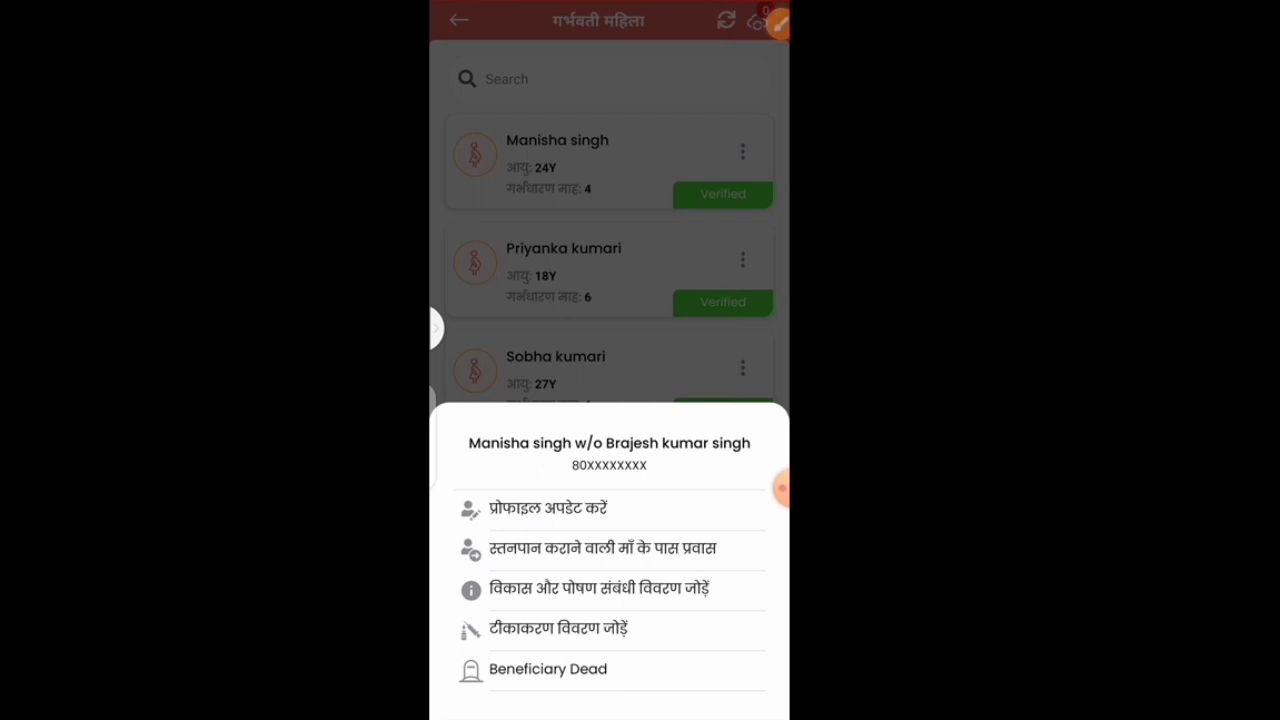 गर्भवती महिला
0
Search
Manisha singh
आयु: 24Y
गर्भधारण माह: 4
Verified
Priyanka kumari
आयु: 18Y
गर्भधारण माह: 6
Verified
Sobha kumari
आयु: 27Y
Manisha singh w/o Brajesh kumar singh
80XXXXXXXX
प्रोफाइल अपडेट करें
स्तनपान कराने वाली माँ के पास प्रवास
विकास और पोषण संबंधी विवरण जोड़ें
टीकाकरण विवरण जोड़ें
Beneficiary Dead